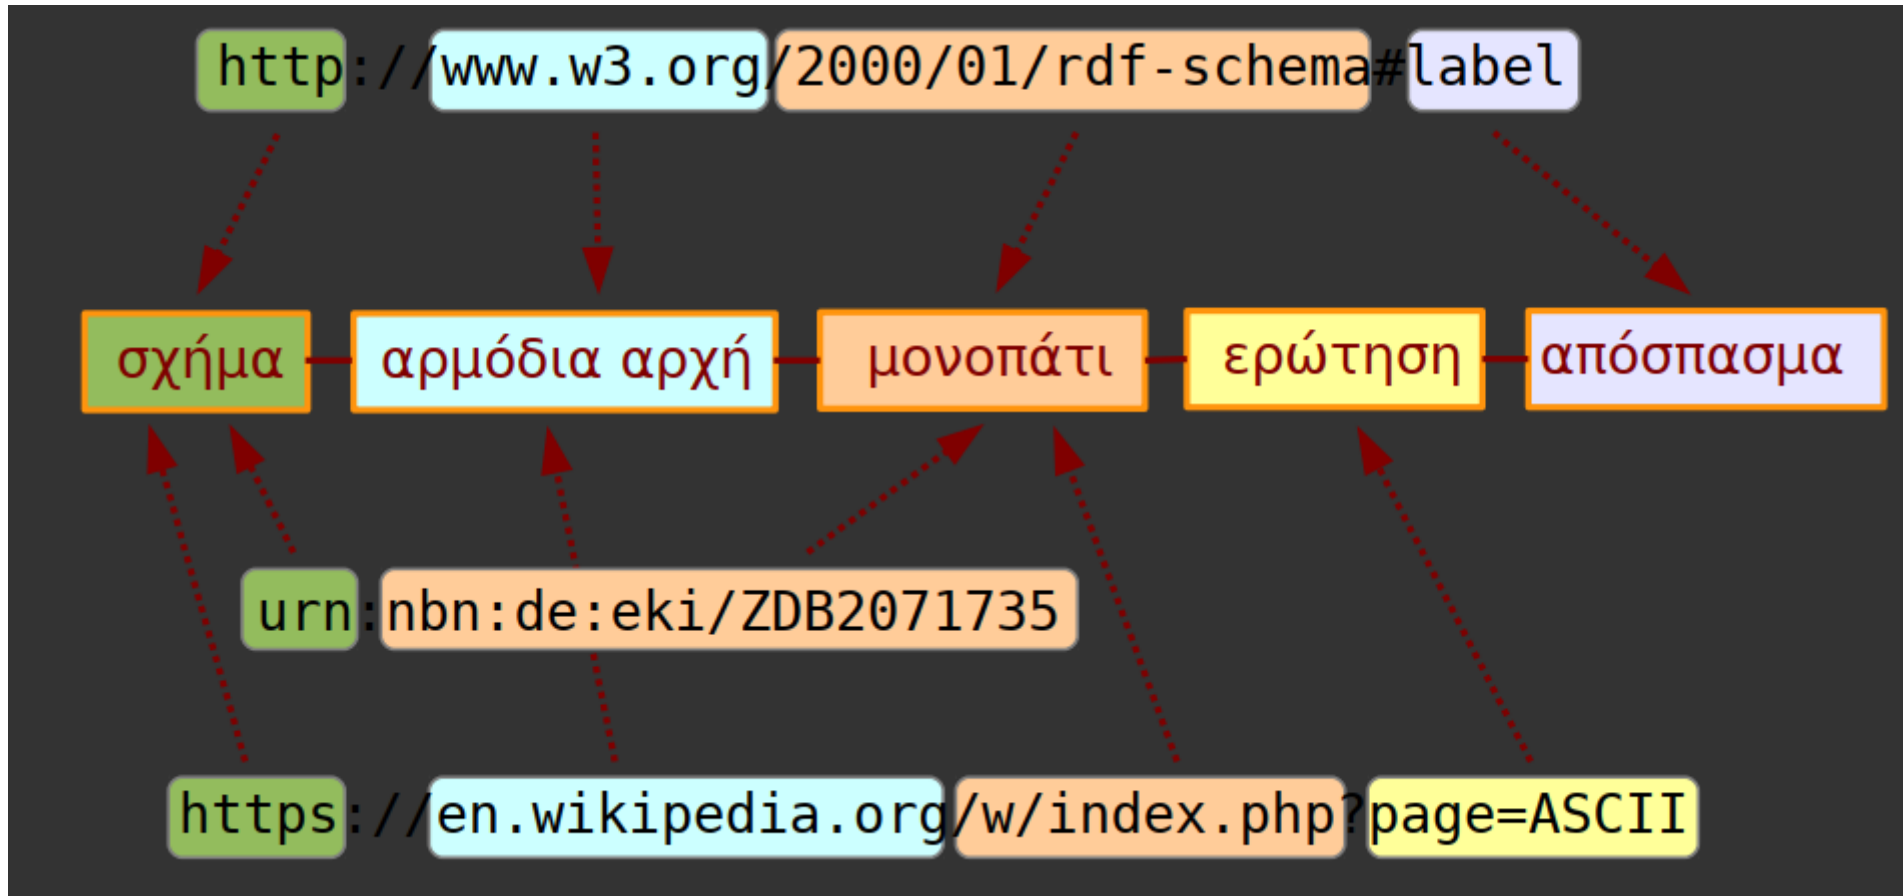 http://www.w3.org/2000/01/rdf-schema#label
σχήμα αρμόδια αρχή μονοπάτι ερώτηση απόσπασμα
urn:nbn:de:eki/ZDB2071735
https://en.wikipedia.org/w/index.php?page=ASCII